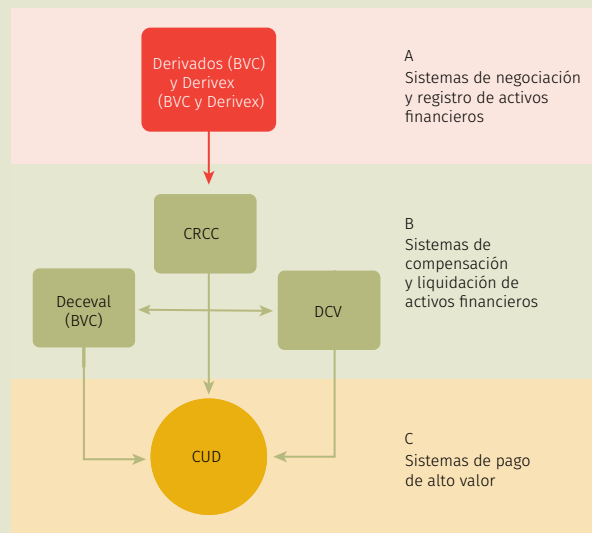 Derivados (BVC)
y Derivex
(BVC y Derivex)
A
Sistemas de negociación
y registro de activos
financieros
CRCC
B
Sistemas de
compensación
y liquidación de
activos financieros
Deceval
(BVC)
DCV
CUD
C
Sistemas de pago
de alto valor